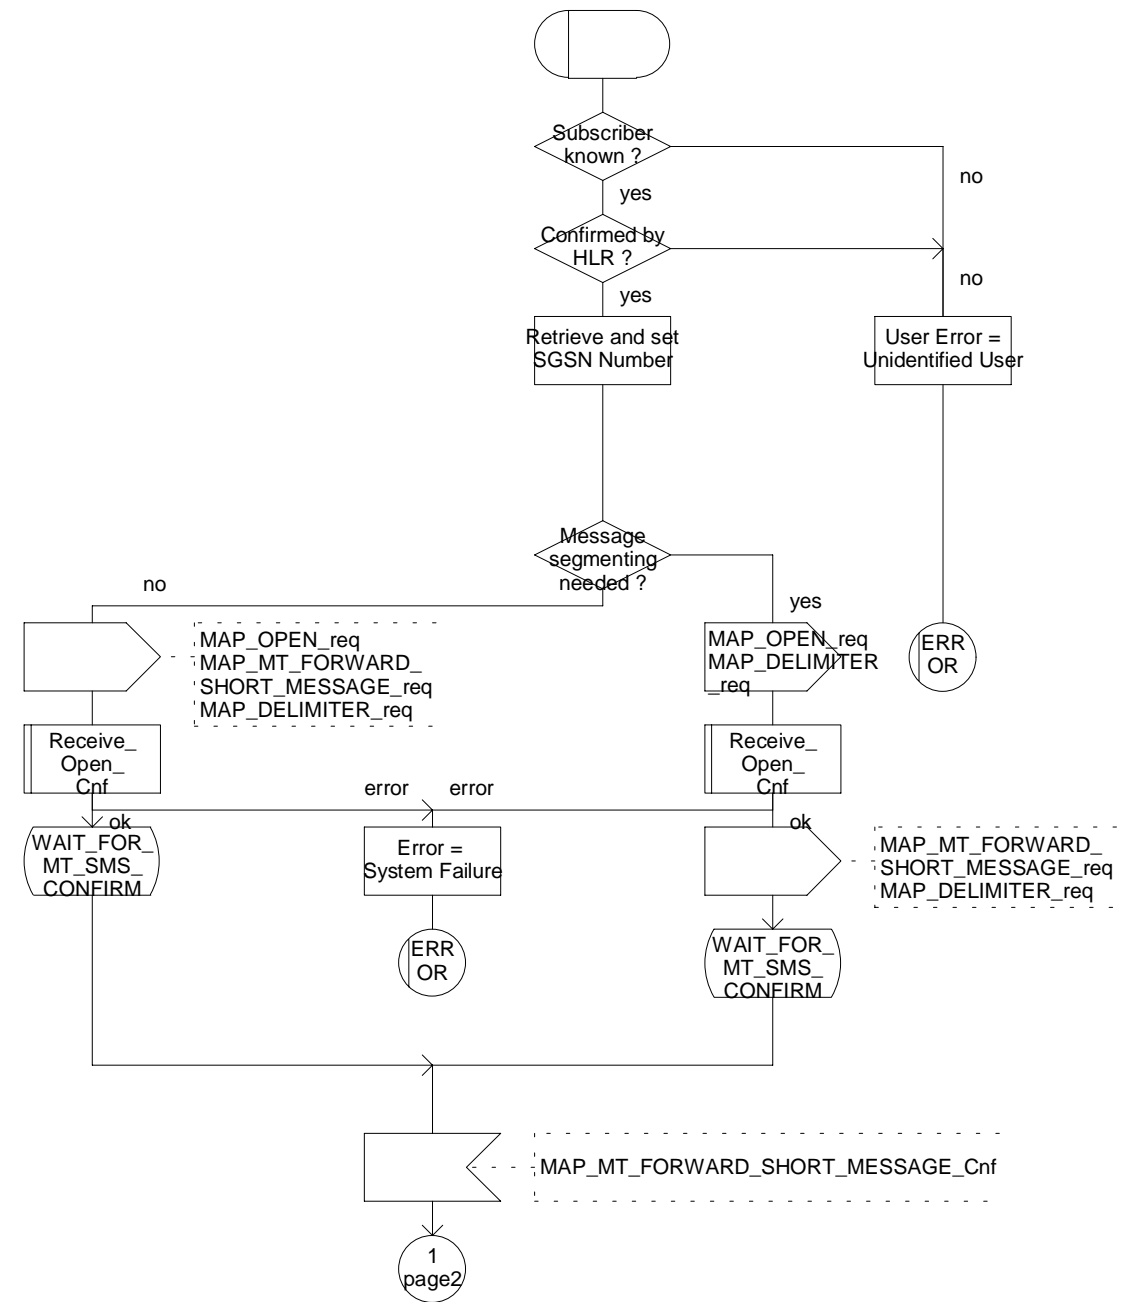 Subscriber
known ?
no
yes
Confirmed by
HLR ?
no
yes
Retrieve and set
SGSN Number
User Error =
Unidentified User
Message
segmenting
needed ?
no
yes
MAP_OPEN_req
MAP_MT_FORWARD_
SHORT_MESSAGE_req
MAP_DELIMITER_req
MAP_OPEN_req
MAP_DELIMITER
_req
ERR
OR
Receive_
Open_
Cnf
Receive_
Open_
Cnf
error
error
ok
ok
WAIT_FOR_
MT_SMS_
CONFIRM
Error =
System Failure
MAP_MT_FORWARD_
SHORT_MESSAGE_req
MAP_DELIMITER_req
ERR
OR
WAIT_FOR_
MT_SMS_
CONFIRM
MAP_MT_FORWARD_SHORT_MESSAGE_Cnf
1
page2